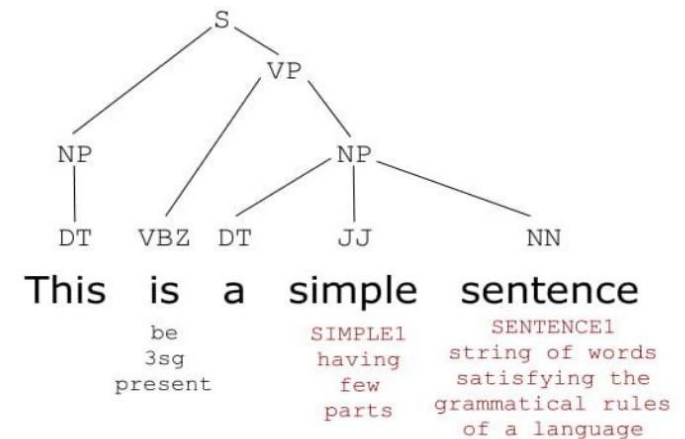 S
VP
NP NP
DT VBZ DT JJ NN
This is a simple sentence
be
3sg
present
SIMPLE1
having
few
parts
SENTENCE1
string of words
satisfying the
grammatical rules
of a language